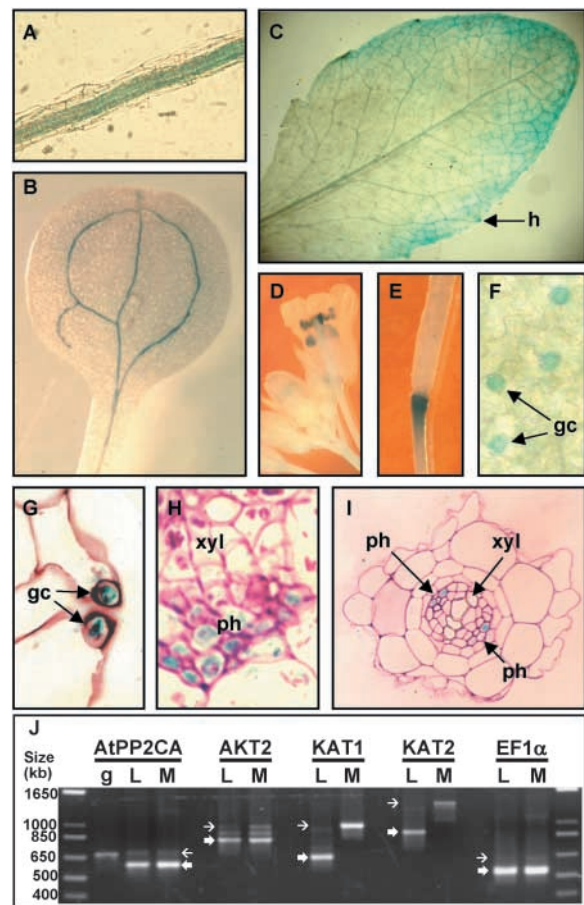 A
C
h
B
D
E
F
gc
G
gc
H
xyl
ph
I
ph
xyl
ph
J
Size
(kb)
AtPP2CA AKT2 KAT1 KAT2 EF1α
g L M L M L M L M L M
1650
1000
850
650
500
400